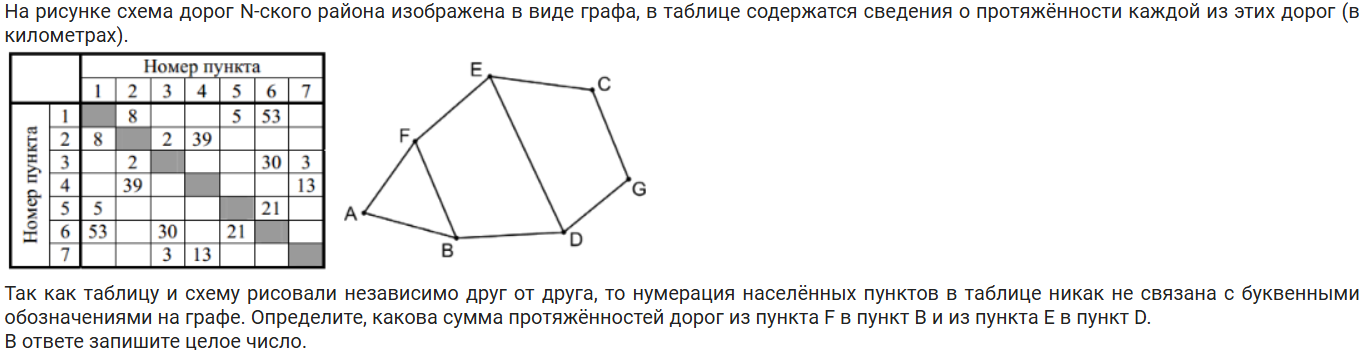 На рисунке схема дорог N-ского района изображена в виде графа, в таблице содержатся сведения о протяжённости каждой из этих дорог (в
километрах).
Номер пункта
1 2 3 4 5 6 7
Номер пункта
1 8 5 53
2 8 2 39
3 2 30 3
4 39 13
5 5 21
6 53 30 21
7 3 13
E
C
F
G
A
B
D
Так как таблицу и схему рисовали независимо друг от друга, то нумерация населённых пунктов в таблице никак не связана с буквенными
обозначениями на графе. Определите, какова сумма протяжённостей дорог из пункта F в пункт B и из пункта E в пункт D.
В ответе запишите целое число.